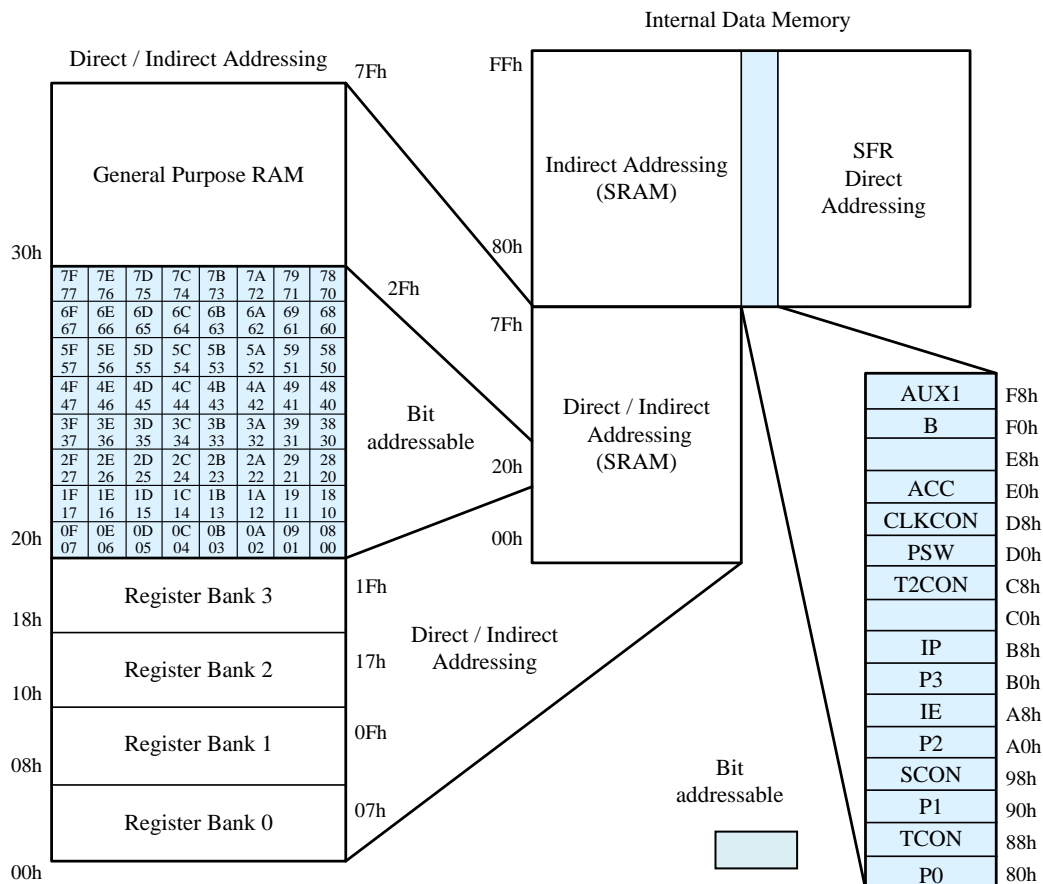 Internal Data Memory
Direct / Indirect Addressing
7Fh
General Purpose RAM
30h
7F 7E 7D 7C 7B 7A 79 78
77 76 75 74 73 72 71 70
6F 6E 6D 6C 6B 6A 69 68
67 66 65 64 63 62 61 60
5F 5E 5D 5C 5B 5A 59 58
57 56 55 54 53 52 51 50
4F 4E 4D 4C 4B 4A 49 48
47 46 45 44 43 42 41 40
3F 3E 3D 3C 3B 3A 39 38
37 36 35 34 33 32 31 30
2F 2E 2D 2C 2B 2A 29 28
27 26 25 24 23 22 21 20
1F 1E 1D 1C 1B 1A 19 18
17 16 15 14 13 12 11 10
0F 0E 0D 0C 0B 0A 09 08
07 06 05 04 03 02 01 00
20h
2Fh
Bit
addressable
Register Bank 3
1Fh
18h
Register Bank 2
17h
10h
Register Bank 1
0Fh
08h
Register Bank 0
07h
00h
Direct / Indirect
Addressing
FFh
Indirect Addressing
(SRAM)
80h
SFR
Direct
Addressing
7Fh
Direct / Indirect
Addressing
(SRAM)
20h
00h
AUX1 F8h
B F0h
E8h
ACC E0h
CLKCON D8h
PSW D0h
T2CON C8h
C0h
IP B8h
P3 B0h
IE A8h
P2 A0h
SCON 98h
P1 90h
TCON 88h
P0 80h
Bit
addressable